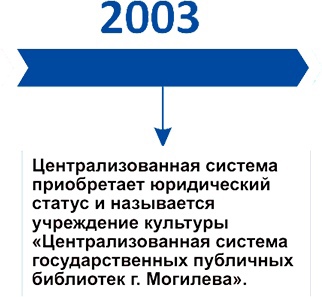 2003
Централизованная система
приобретает юридический
статус и называется
учреждение культуры
«Централизованная система
государственных публичных
библиотек г. Могилева».